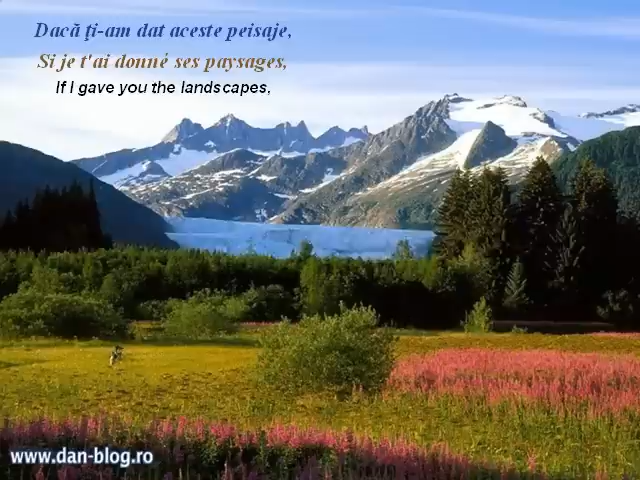 Dacă ţi-am dat aceste peisaje,
Si je t'ai donné ses paysages,
If I gave you the landscapes,
www.dan-blog.ro